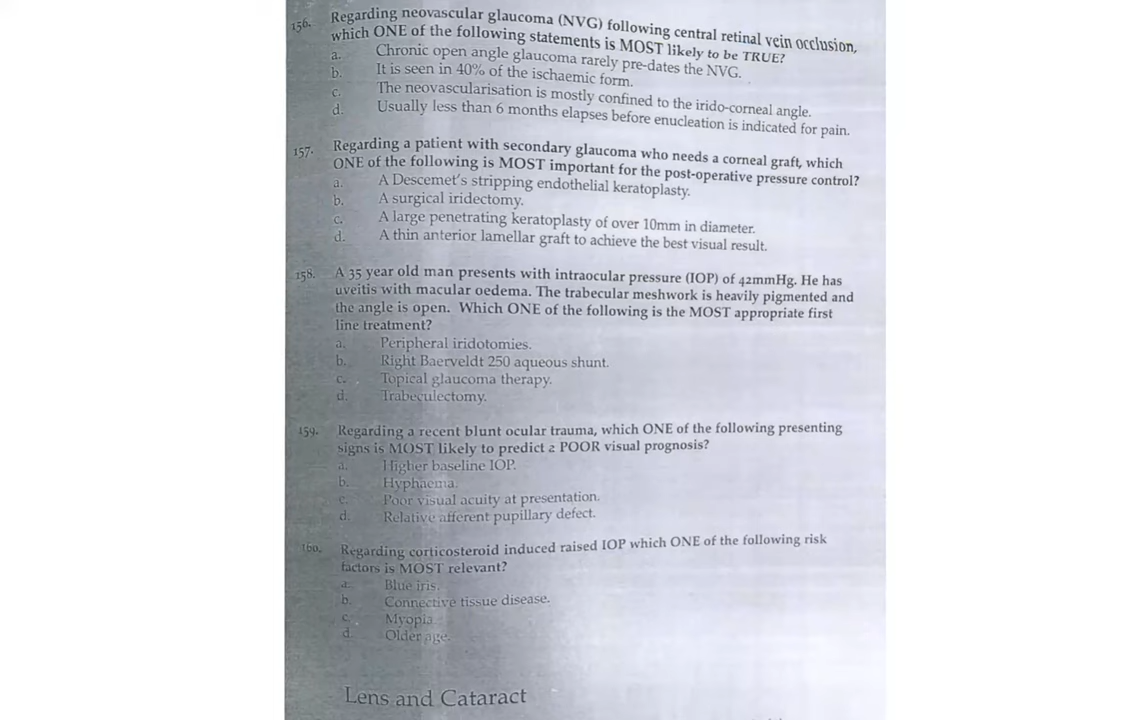 156. Regarding neovascular glaucoma (NVG) following central retinal vein occlusion,
which ONE of the following statements is MOST likely to be TRUE?
a. Chronic open angle glaucoma rarely pre-dates the NVG.
b. It is seen in 40% of the ischaemic form.
c. The neovascularisation is mostly confined to the irido-corneal angle.
d. Usually less than 6 months elapses before enucleation is indicated for pain.
157. Regarding a patient with secondary glaucoma who needs a corneal graft, which
ONE of the following is MOST important for the post-operative pressure control?
a. A Descemet's stripping endothelial keratoplasty.
b. A surgical iridectomy.
c. A large penetrating keratoplasty of over 10mm in diameter.
d. A thin anterior lamellar graft to achieve the best visual result.
158. A 35 year old man presents with intraocular pressure (IOP) of 42mmHg. He has
uveitis with macular oedema. The trabecular meshwork is heavily pigmented and
the angle is open. Which ONE of the following is the MOST appropriate first
line treatment?
a. Peripheral iridotomies.
b. Right Baerveldt 250 aqueous shunt.
c. Topical glaucoma therapy.
d. Trabeculectomy.
159. Regarding a recent blunt ocular trauma, which ONE of the following presenting
signs is MOST likely to predict a POOR visual prognosis?
a. Higher baseline IOP.
b. Hyphaema.
c. Poor visual acuity at presentation.
d. Relative afferent pupillary defect.
160. Regarding corticosteroid induced raised IOP which ONE of the following risk
factors is MOST relevant?
a. Blue iris.
b. Connective tissue disease.
c. Myopia.
d. Older age.
Lens and Cataract